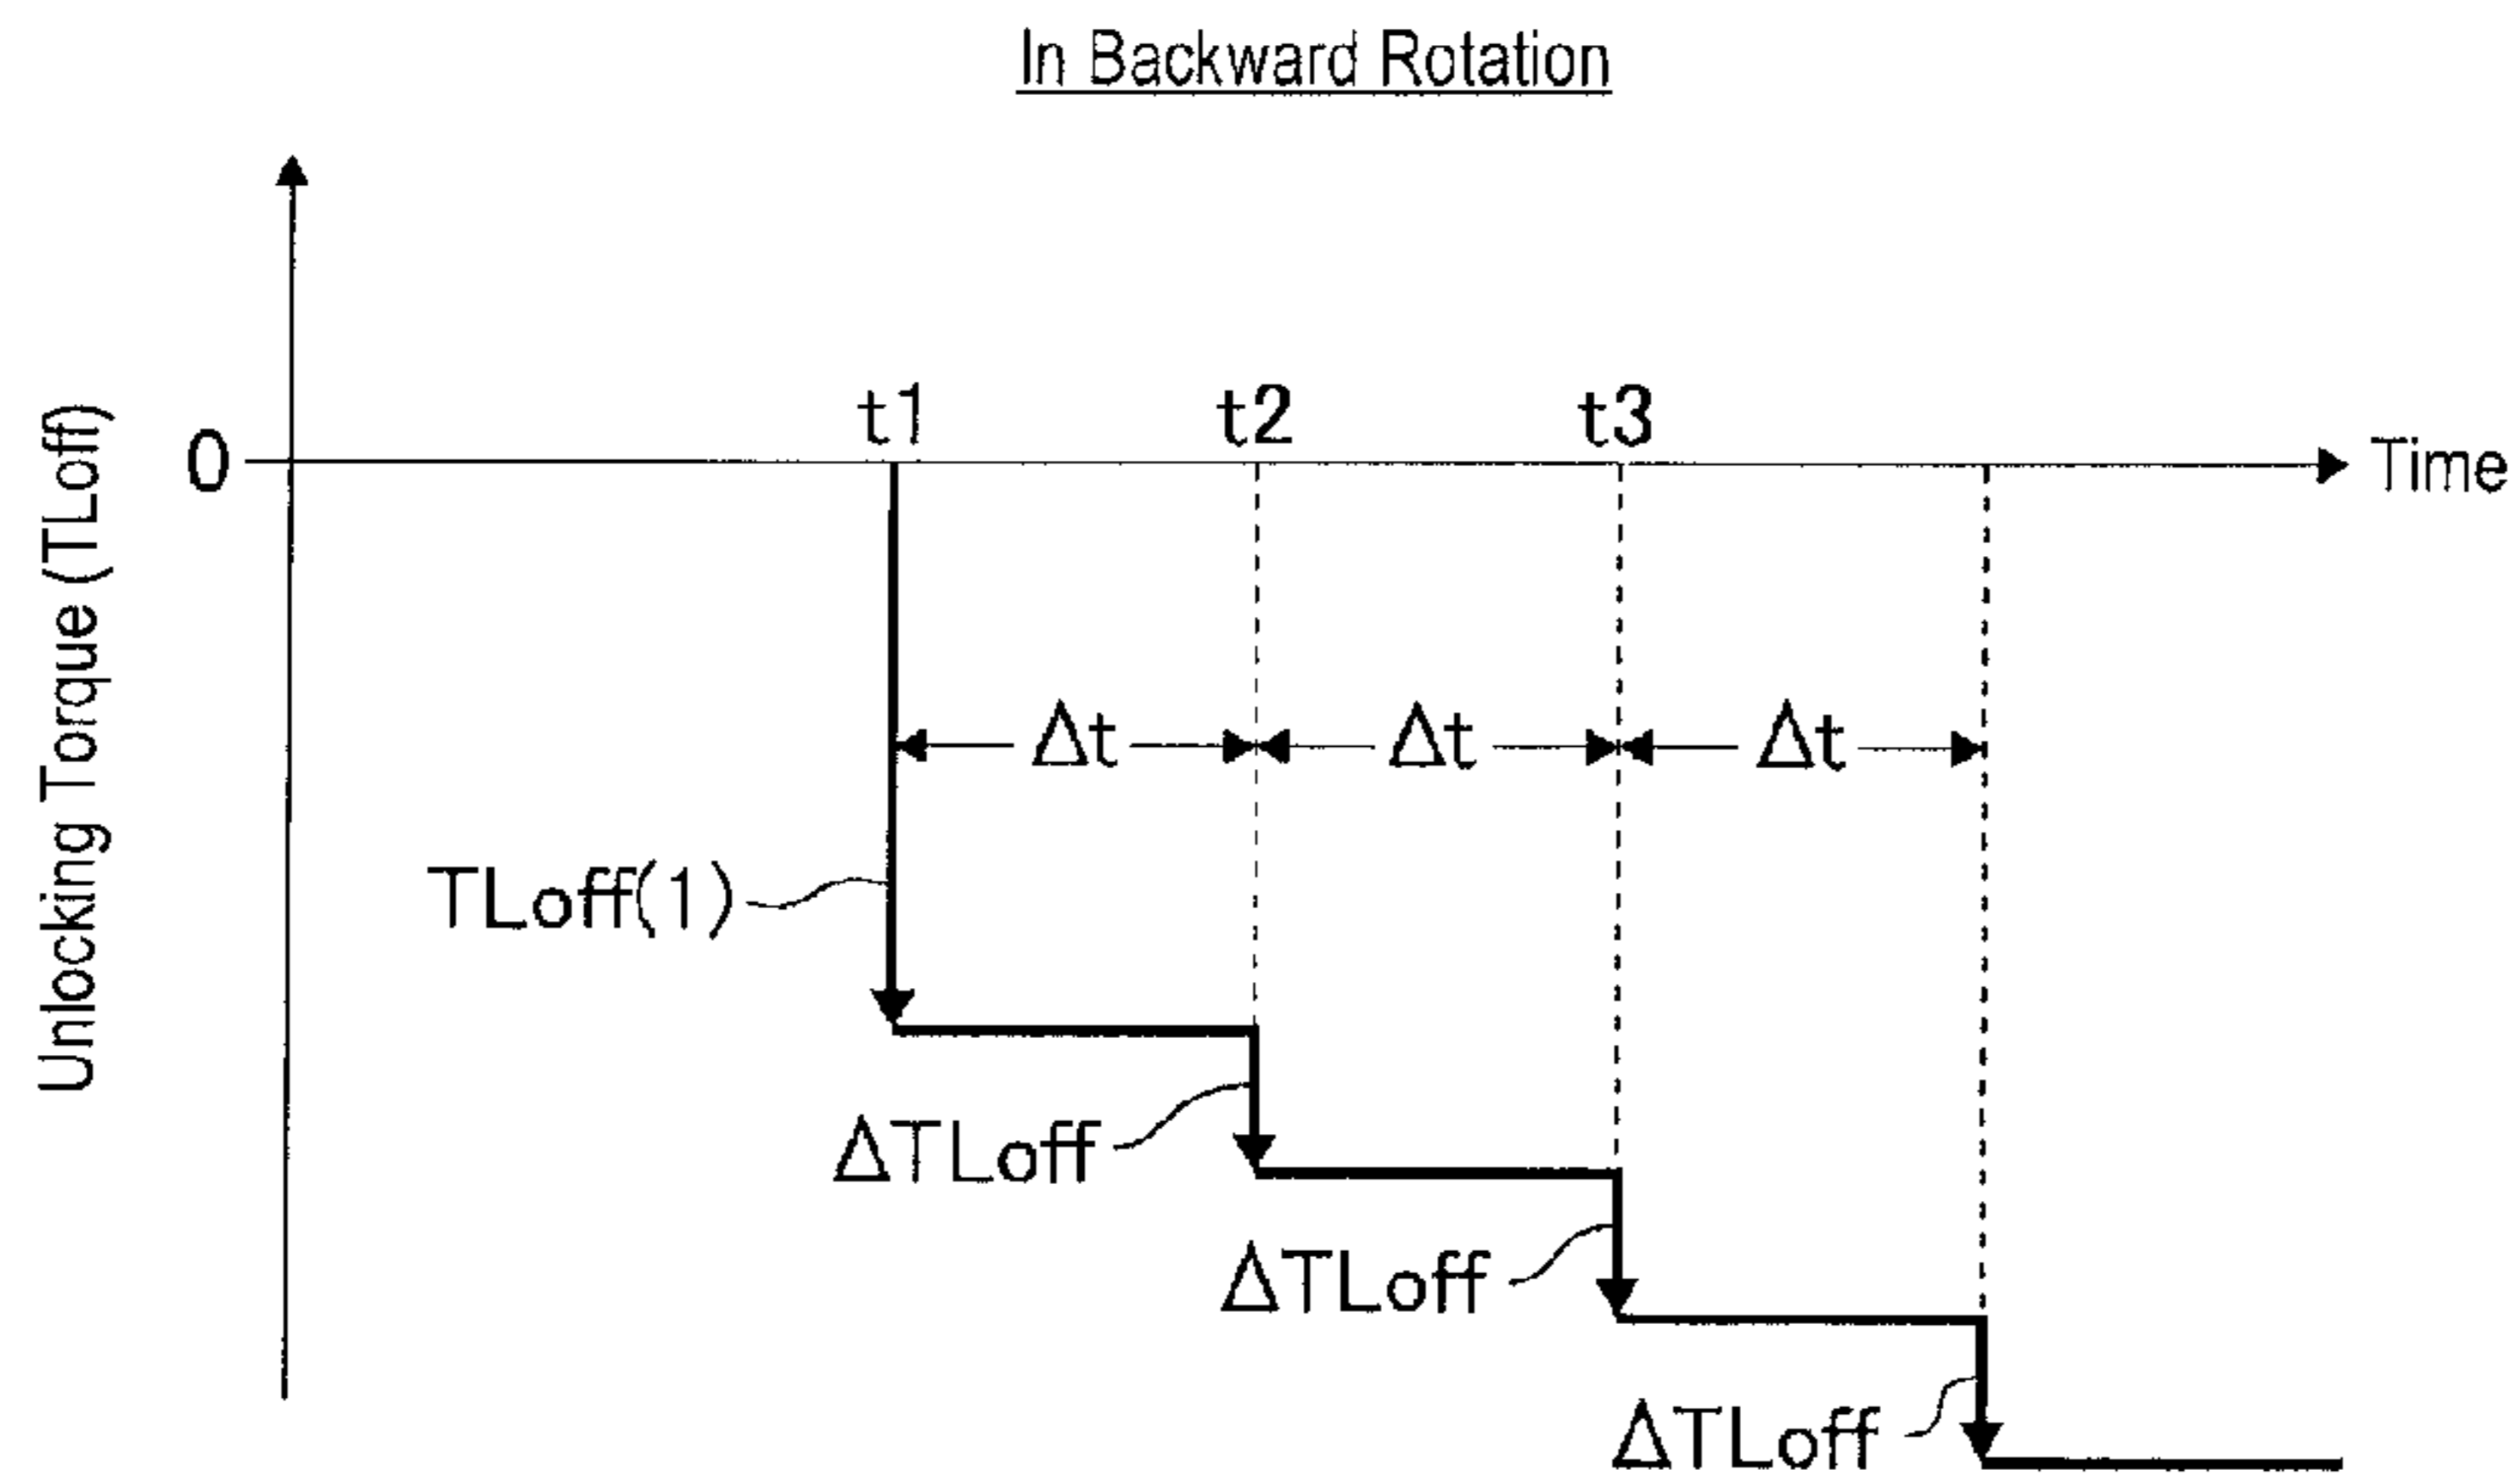 In Backward Rotation
Unlocking Torque (TLoff)
0
t1
t2
t3
Time
Δt
Δt
Δt
TLoff(1)
ΔTLoff
ΔTLoff
ΔTLoff